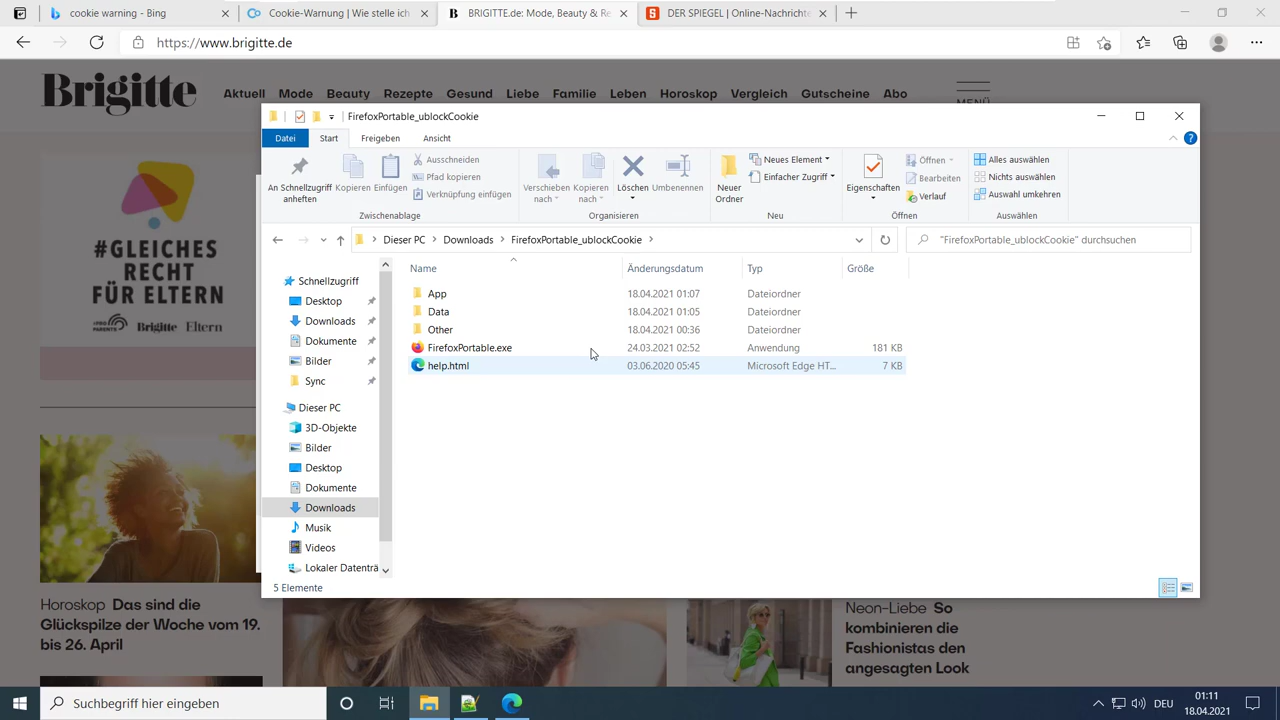 cookie warning - Bing
Cookie-Warnung | Wie stelle ich
B BRIGITTE.de: Mode, Beauty & Re
S DER SPIEGEL | Online-Nachrichte
https://www.brigitte.de
Brigitte
Aktuell Mode Beauty Rezepte Gesund Liebe Familie Leben Horoskop Vergleich Gutscheine Abo
MENÜ
FirefoxPortable_ublockCookie
Datei Start Freigeben Ansicht
An Schnellzugriff
anheften
Kopieren
Einfügen
Ausschneiden
Pfad kopieren
Verknüpfung einfügen
Zwischenablage
Verschieben
nach
Kopieren
nach
Löschen
Umbenennen
Organisieren
Neuer
Ordner
Neues Element
Einfacher Zugriff
Neu
Eigenschaften
Öffnen
Bearbeiten
Verlauf
Öffnen
Alles auswählen
Nichts auswählen
Auswahl umkehren
Auswählen
Dieser PC > Downloads > FirefoxPortable_ublockCookie >
"FirefoxPortable_ublockCookie" durchsuchen
Name Änderungsdatum Typ Größe
App 18.04.2021 01:07 Dateiordner
Data 18.04.2021 01:05 Dateiordner
Other 18.04.2021 00:36 Dateiordner
FirefoxPortable.exe 24.03.2021 02:52 Anwendung 181 KB
help.html 03.06.2020 05:45 Microsoft Edge HT... 7 KB
Schnellzugriff
Desktop
Downloads
Dokumente
Bilder
Sync
Dieser PC
3D-Objekte
Bilder
Desktop
Dokumente
Downloads
Musik
Videos
Lokaler Datenträ
5 Elemente
#GLEICHES
RECHT
FÜR ELTERN
Brigitte Eltern
Horoskop Das sind die
Glückspilze der Woche vom 19.
bis 26. April
Neon-Liebe So
kombinieren die
Fashionistas den
angesagten Look
Suchbegriff hier eingeben
DEU
01:11
18.04.2021